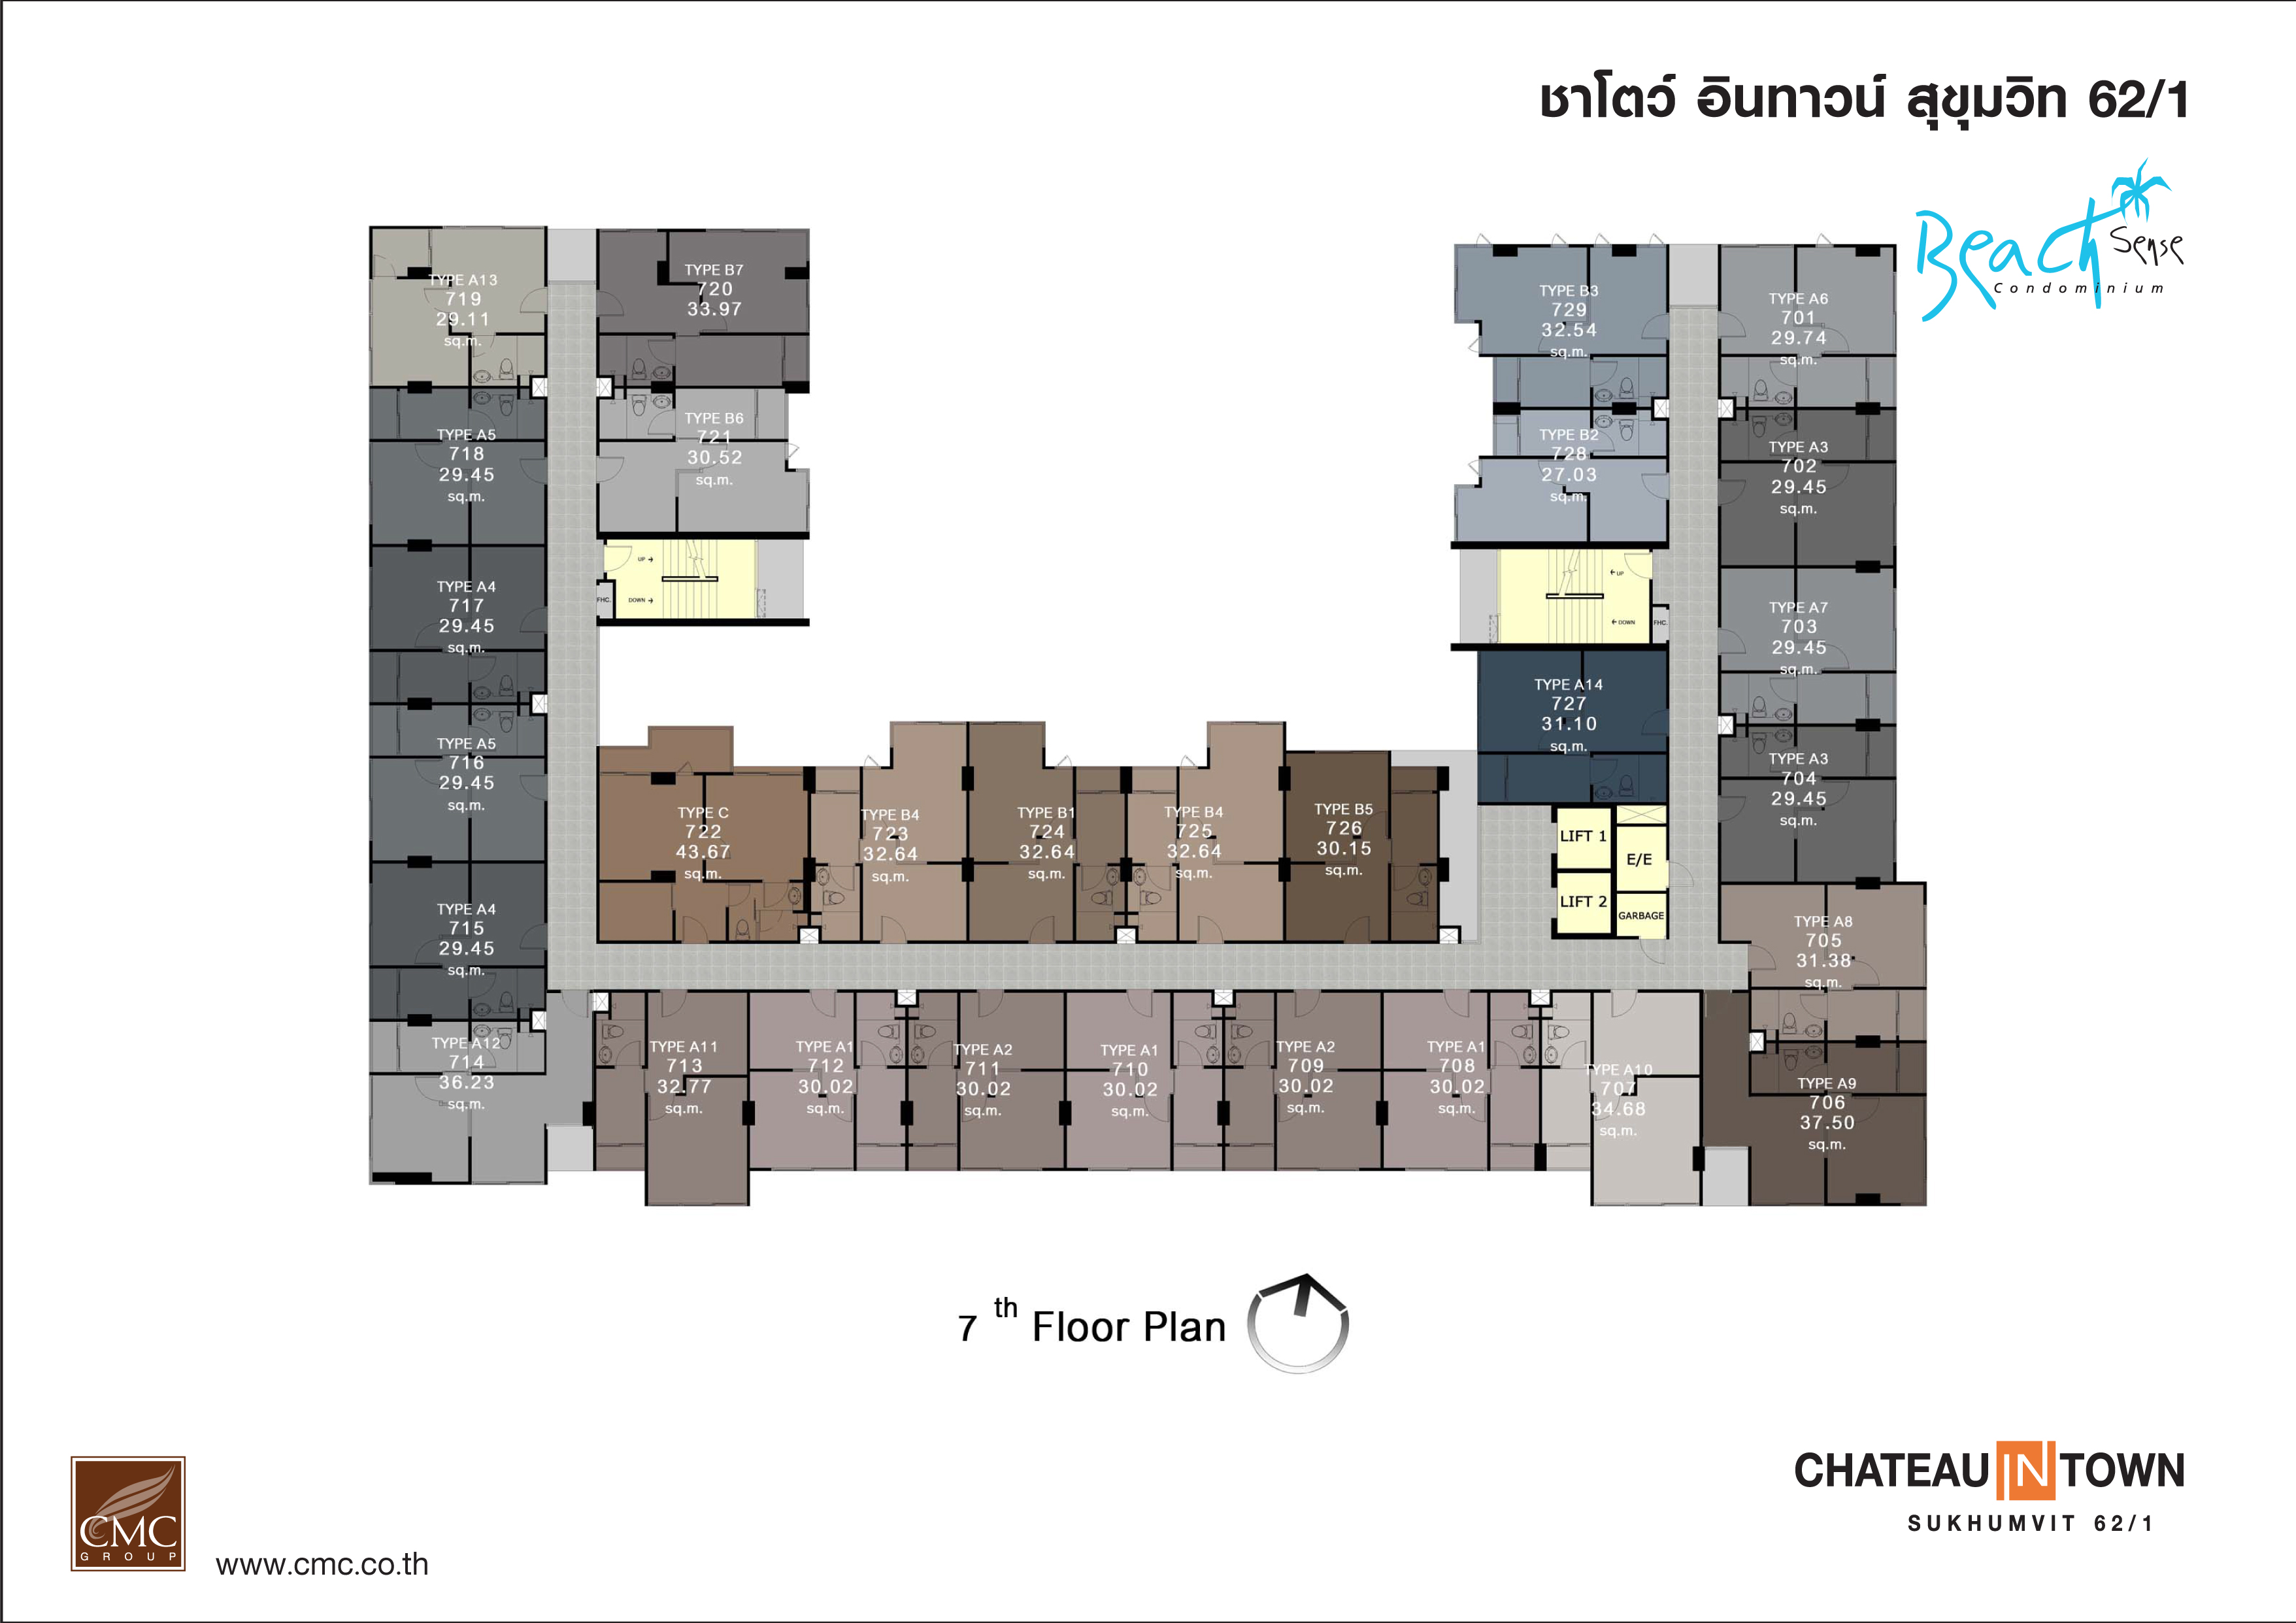 ชาโตว์ อินทาวน์ สุขุมวิท 62/1
Beach Sense
Condominium
TYPE A13
719
29.11
sq.m.
TYPE B7
720
33.97
TYPE B3
729
32.54
sq.m.
TYPE A6
701
29.74
sq.m.
TYPE A5
718
29.45
sq.m.
TYPE B6
721
30.52
sq.m.
TYPE B2
728
27.03
sq.m.
TYPE A3
702
29.45
sq.m.
TYPE A4
717
29.45
sq.m.
UP →
FHC.
DOWN →
← UP
← DOWN
FHC.
TYPE A7
703
29.45
sq.m.
TYPE A5
716
29.45
sq.m.
TYPE A14
727
31.10
sq.m.
TYPE A3
704
29.45
sq.m.
TYPE C
722
43.67
sq.m.
TYPE B4
723
32.64
sq.m.
TYPE B1
724
32.64
sq.m.
TYPE B4
725
32.64
sq.m.
TYPE B5
726
30.15
sq.m.
LIFT 1
E/E
LIFT 2
GARBAGE
TYPE A4
715
29.45
sq.m.
TYPE A8
705
31.38
sq.m.
TYPE A12
714
36.23
sq.m.
TYPE A11
713
32.77
sq.m.
TYPE A1
712
30.02
sq.m.
TYPE A2
711
30.02
sq.m.
TYPE A1
710
30.02
sq.m.
TYPE A2
709
30.02
sq.m.
TYPE A1
708
30.02
sq.m.
TYPE A10
707
34.68
sq.m.
TYPE A9
706
37.50
sq.m.
7 th Floor Plan
CMC
GROUP
www.cmc.co.th
CHATEAU IN TOWN
SUKHUMVIT 62/1